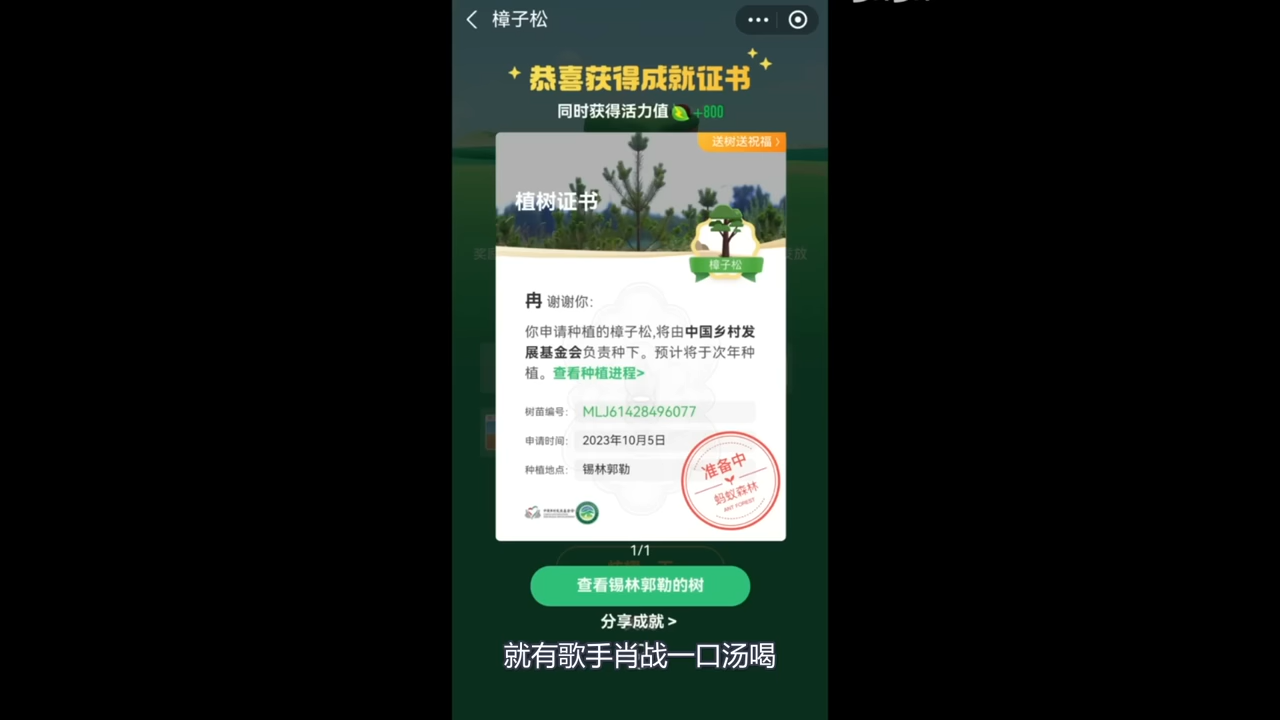 樟子松
恭喜获得成就证书
同时获得活力值 +800
送树送祝福 >
植树证书
樟子松
冉 谢谢你:
你申请种植的樟子松,将由中国乡村发
展基金会负责种下。预计将于次年种
植。查看种植进程>
树苗编号: MLJ61428496077
申请时间: 2023年10月5日
种植地点: 锡林郭勒
准备中
蚂蚁森林
ANT FOREST
1/1
查看锡林郭勒的树
分享成就 >
就有歌手肖战一口汤喝